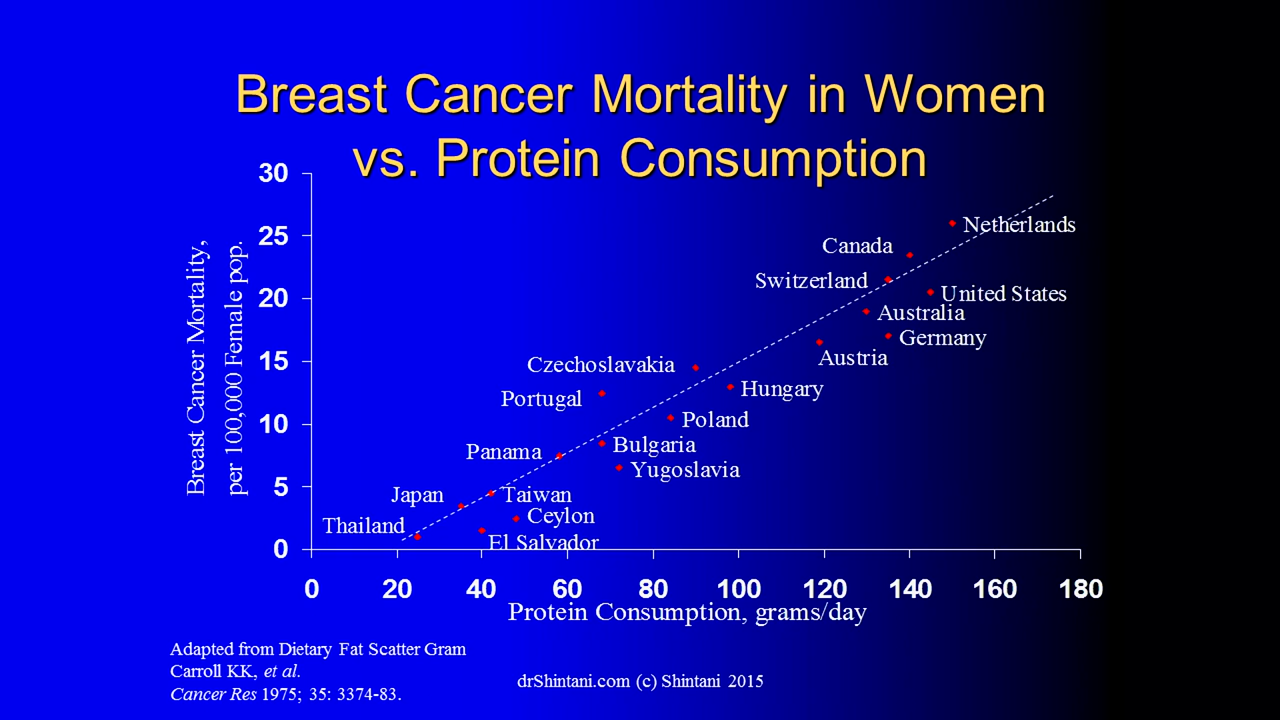 Breast Cancer Mortality in Women
vs. Protein Consumption
Breast Cancer Mortality,
per 100,000 Female pop.
30
25
20
15
10
5
0
Netherlands
Canada
Switzerland
United States
Australia
Germany
Austria
Czechoslavakia
Hungary
Portugal
Poland
Bulgaria
Panama
Yugoslavia
Japan
Taiwan
Ceylon
Thailand
El Salvador
0 20 40 60 80 100 120 140 160 180
Protein Consumption, grams/day
Adapted from Dietary Fat Scatter Gram
Carroll KK, et al.
Cancer Res 1975; 35: 3374-83.
drShintani.com (c) Shintani 2015